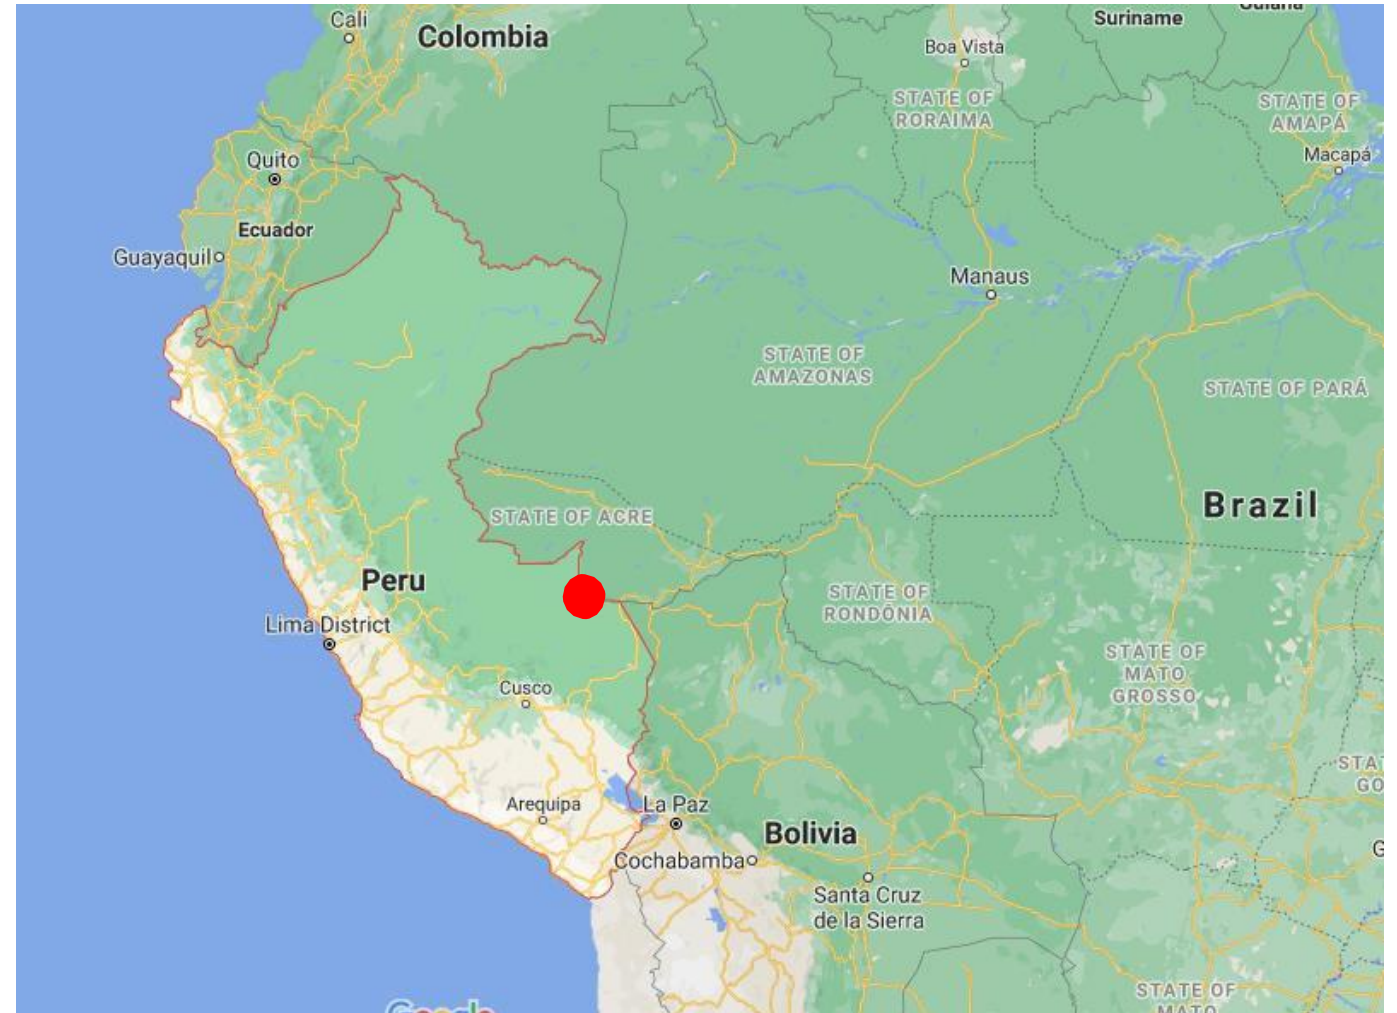 Cali
Colombia
Suriname
Boa Vista
STATE OF
RORAIMA
STATE OF
AMAPÁ
Macapá
Quito
Ecuador
Guayaquil
Manaus
STATE OF
AMAZONAS
STATE OF PARÁ
Brazil
STATE OF ACRE
Peru
STATE OF
RONDÔNIA
Lima District
STATE OF
MATO
GROSSO
Cusco
Arequipa
La Paz
Bolivia
Cochabamba
Santa Cruz
de la Sierra
STATE OF
MATO